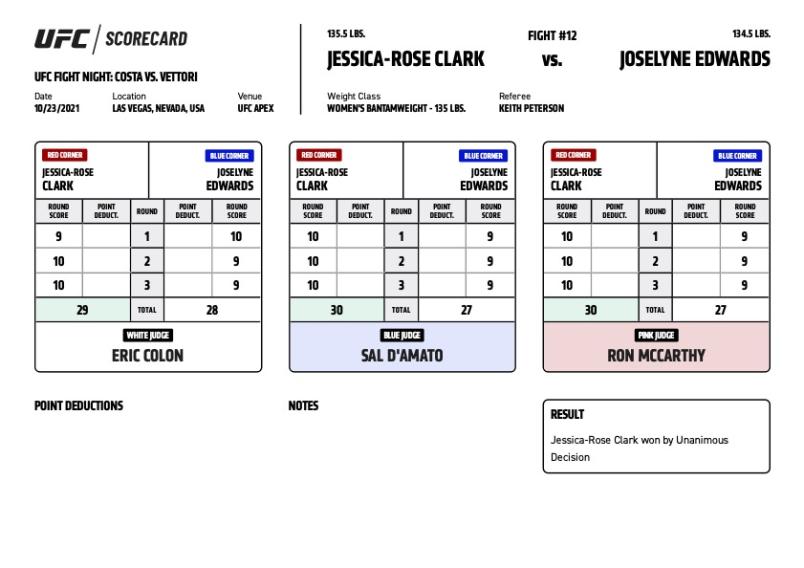 UFC / SCORECARD
UFC FIGHT NIGHT: COSTA VS. VETTORI
Date Location Venue
10/23/2021 LAS VEGAS, NEVADA, USA UFC APEX
135.5 LBS. FIGHT #12 134.5 LBS.
JESSICA-ROSE CLARK VS. JOSELYNE EDWARDS
Weight Class Referee
WOMEN'S BANTAMWEIGHT - 135 LBS. KEITH PETERSON
RED CORNER BLUE CORNER
JESSICA-ROSE JOSELYNE
CLARK EDWARDS
ROUND POINT ROUND POINT ROUND
SCORE DEDUCT. DEDUCT. SCORE
9 1 10
10 2 9
10 3 9
29 TOTAL 28
WHITE JUDGE
ERIC COLON
RED CORNER BLUE CORNER
JESSICA-ROSE JOSELYNE
CLARK EDWARDS
ROUND POINT ROUND POINT ROUND
SCORE DEDUCT. DEDUCT. SCORE
10 1 9
10 2 9
10 3 9
30 TOTAL 27
BLUE JUDGE
SAL D'AMATO
RED CORNER BLUE CORNER
JESSICA-ROSE JOSELYNE
CLARK EDWARDS
ROUND POINT ROUND POINT ROUND
SCORE DEDUCT. DEDUCT. SCORE
10 1 9
10 2 9
10 3 9
30 TOTAL 27
PINK JUDGE
RON MCCARTHY
POINT DEDUCTIONS
NOTES
RESULT
Jessica-Rose Clark won by Unanimous
Decision